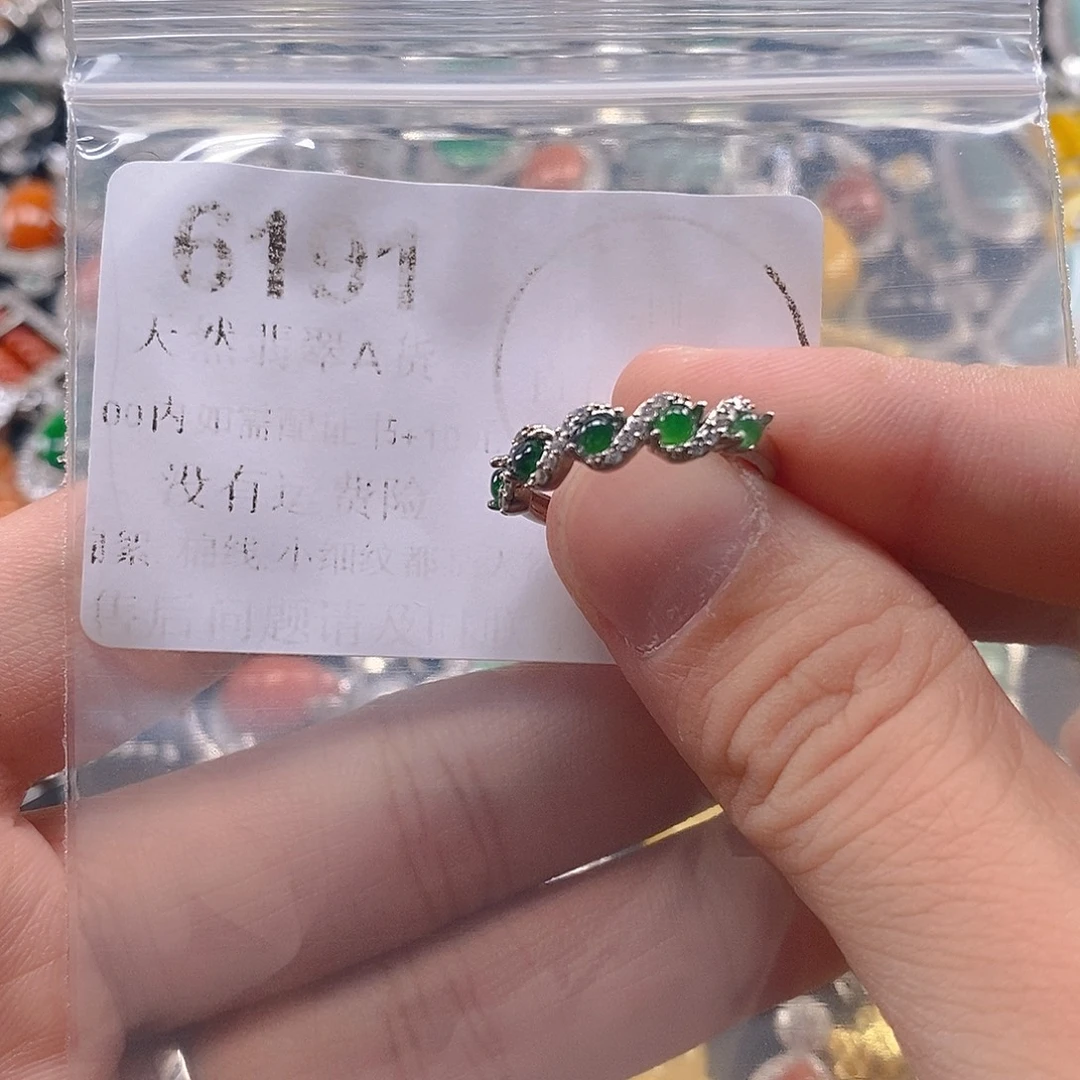 6191
天然翡翠A货
00内如需配证 15+
没有运费险
棉线小细纹都
售后问题请及时